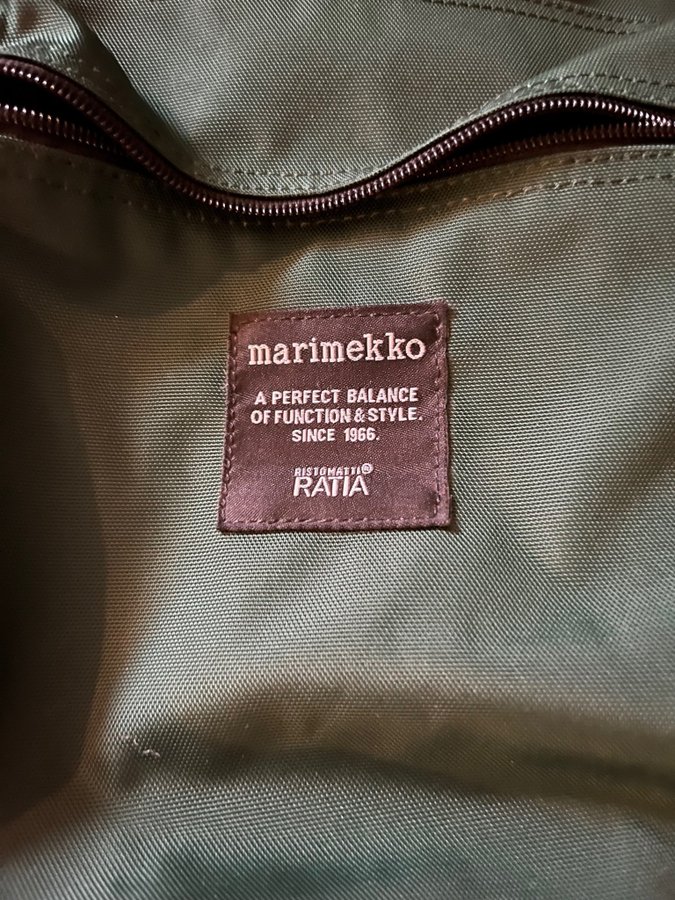 marimekko
A PERFECT BALANCE
OF FUNCTION & STYLE.
SINCE 1966.
RISTOMATTI®
RATIA